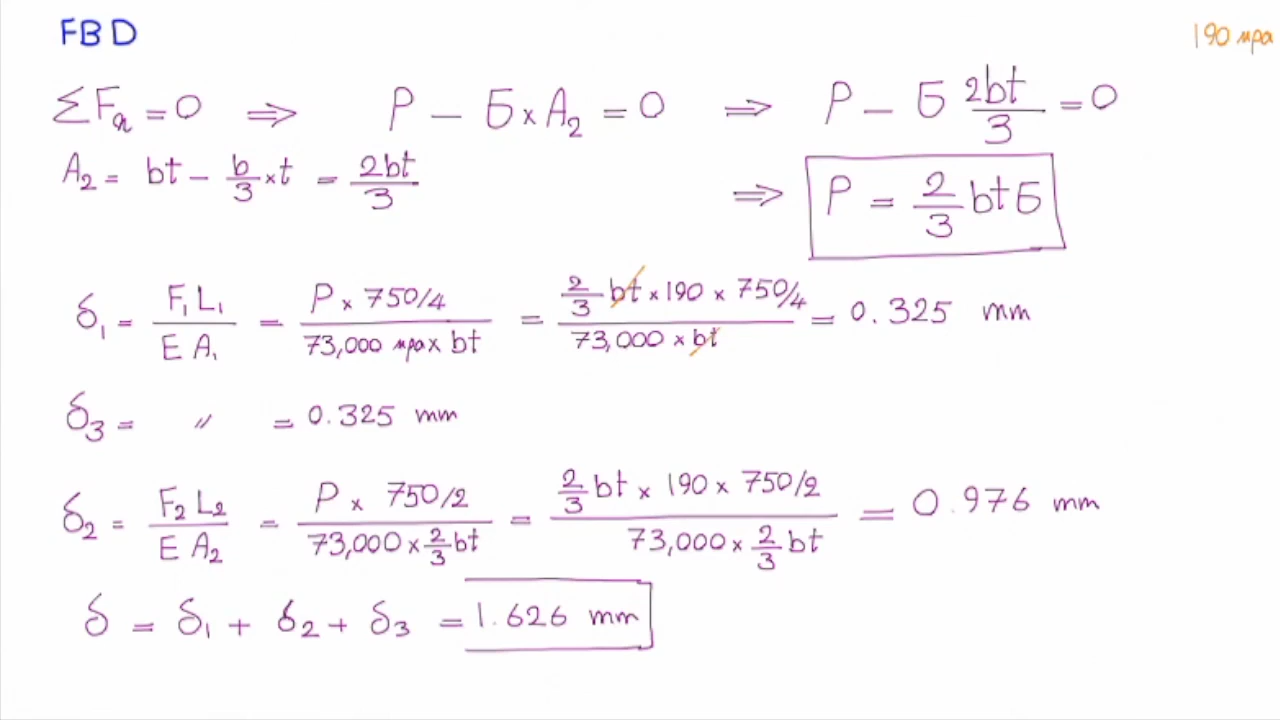 FBD
190 mpa
ΣFx = 0 ⇒ P − σ × A₂ = 0 ⇒ P − σ 2bt/3 = 0
A₂ = bt − b/3 × t = 2bt/3
⇒ P = 2/3 btσ
δ₁ = F₁L₁/EA₁ = P × 750/4 / 73,000 mpa × bt = 2/3 bt × 190 × 750/4 / 73,000 × bt = 0.325 mm
δ₃ = 〃 = 0.325 mm
δ₂ = F₂L₂/EA₂ = P × 750/2 / 73,000 × 2/3 bt = 2/3 bt × 190 × 750/2 / 73,000 × 2/3 bt = 0.976 mm
δ = δ₁ + δ₂ + δ₃ = 1.626 mm